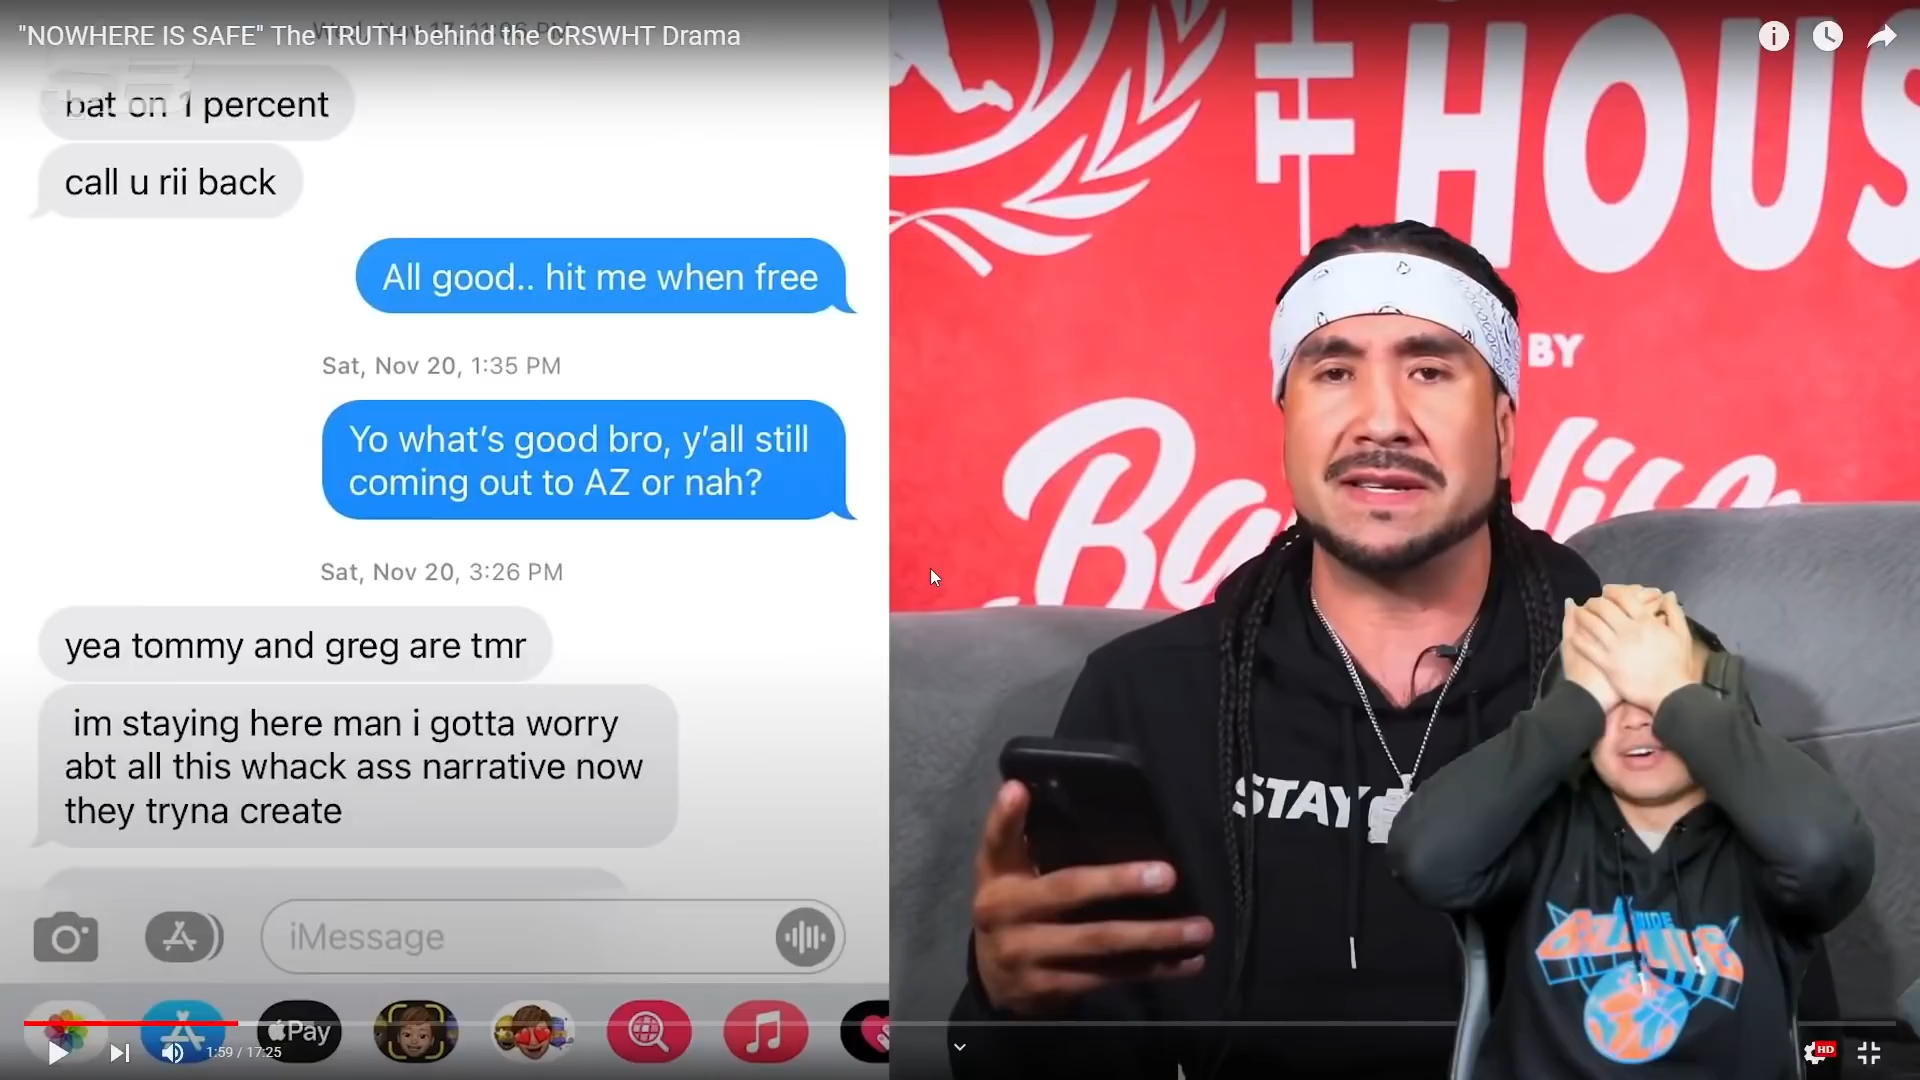 "NOWHERE IS SAFE" The TRUTH behind the CRSWHT Drama
bat on 1 percent
call u rii back
All good.. hit me when free
Sat, Nov 20, 1:35 PM
Yo what's good bro, y'all still
coming out to AZ or nah?
Sat, Nov 20, 3:26 PM
yea tommy and greg are tmr
im staying here man i gotta worry
abt all this whack ass narrative now
they tryna create
iMessage
Pay
1:59 / 17:25
HOUS
BY
STAY
HD